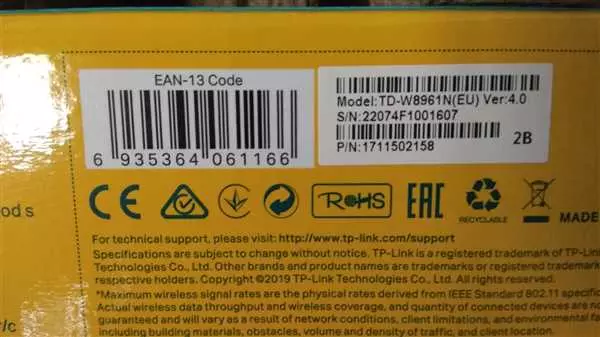 EAN-13 Code
6 935364 061166
Model:TD-W8961N(EU) Ver:4.0
S/N:22074F1001607
2B
P/N:1711502158
CE
RoHS
EAC
RECYCLABLE
MADE
od s
For technical support, please visit: http://www.tp-link.com/support
Specifications are subject to change without notice. TP-Link is a registered trademark of TP-Li
Technologies Co., Ltd. Other brands and product names are trademarks or registered trademark
respective holders. Copyright ©2019 TP-Link Technologies Co., Ltd. All rights reserved.
*Maximum wireless signal rates are the physical rates derived from IEEE Standard 802.11 specific
Actual wireless data throughput and wireless coverage, and quantity of connected devices are no
guaranteed and will vary as a result of network conditions, client limitations, and environmental fa
/c
including building materials, obstacles, volume and density of traffic, and client location.